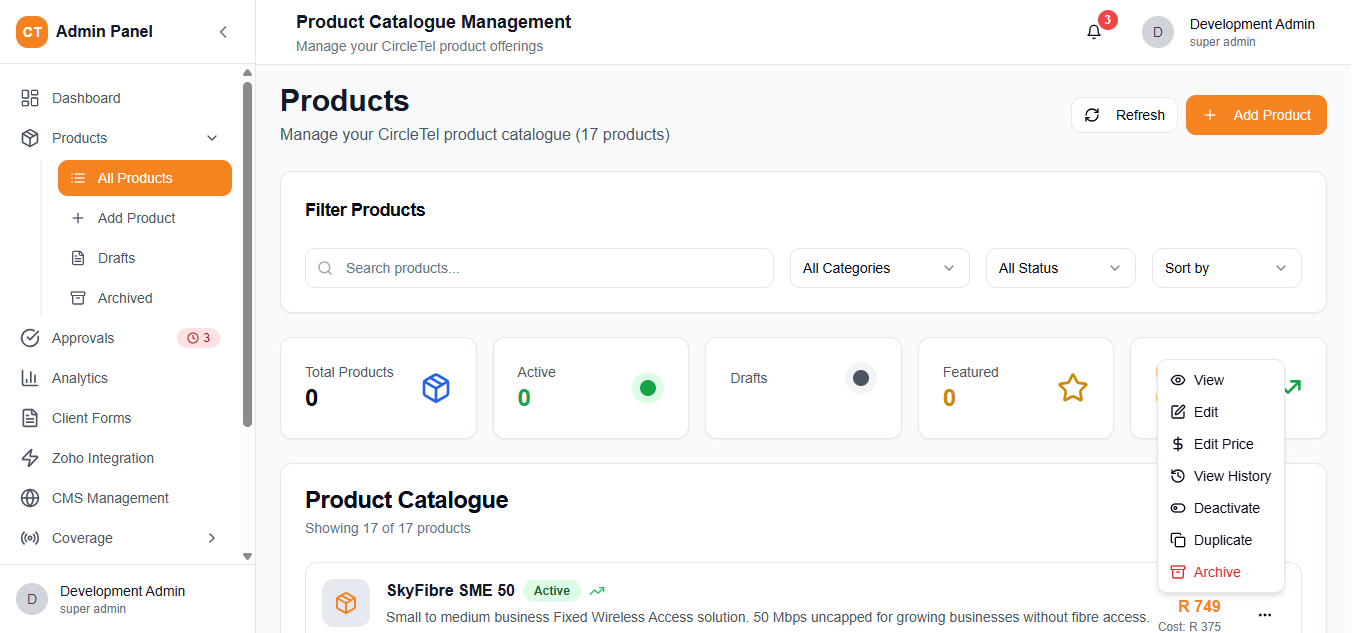 CT Admin Panel
Product Catalogue Management
Manage your CircleTel product offerings
3
D
Development Admin
super admin
Dashboard
Products
All Products
Add Product
Drafts
Archived
Approvals 3
Analytics
Client Forms
Zoho Integration
CMS Management
Coverage
D
Development Admin
super admin
Products
Manage your CircleTel product catalogue (17 products)
Refresh
Add Product
Filter Products
Search products...
All Categories
All Status
Sort by
Total Products
0
Active
0
Drafts
Featured
0
View
Edit
Edit Price
View History
Deactivate
Duplicate
Archive
Product Catalogue
Showing 17 of 17 products
SkyFibre SME 50 Active
Small to medium business Fixed Wireless Access solution. 50 Mbps uncapped for growing businesses without fibre access.
R 749
Cost: R 375